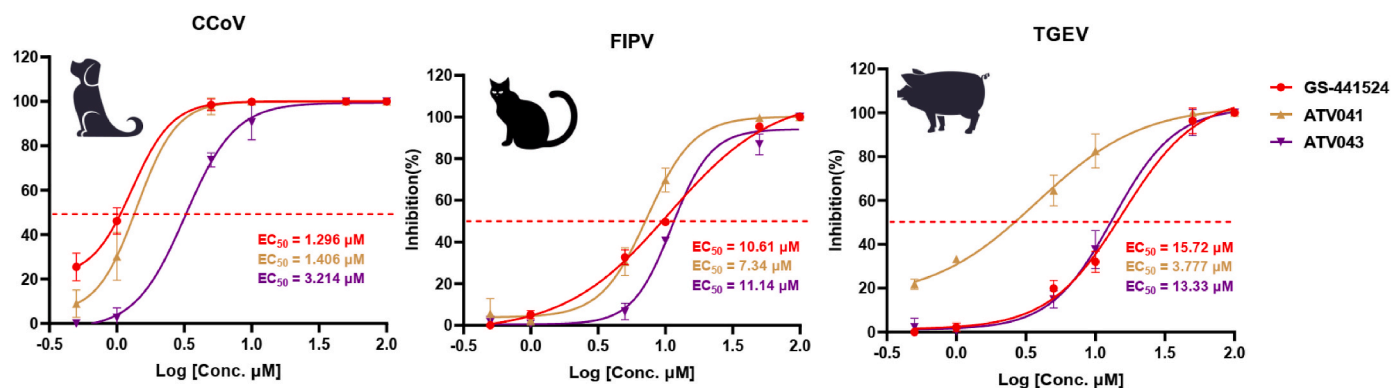 CCoV
120
100
80
60
40
20
0
-0.5
0.0
0.5
1.0
1.5
2.0
Log [Conc. μM]
EC50 = 1.296 μM
EC50 = 1.406 μM
EC50 = 3.214 μM
FIPV
Inhibition(%)
120
100
80
60
40
20
0
-0.5
0.0
0.5
1.0
1.5
2.0
Log [Conc. μM]
EC50 = 10.61 μM
EC50 = 7.34 μM
EC50 = 11.14 μM
TGEV
Inhibition(%)
120
100
80
60
40
20
0
-0.5
0.0
0.5
1.0
1.5
2.0
Log [Conc. μM]
EC50 = 15.72 μM
EC50 = 3.777 μM
EC50 = 13.33 μM
GS-441524
ATV041
ATV043